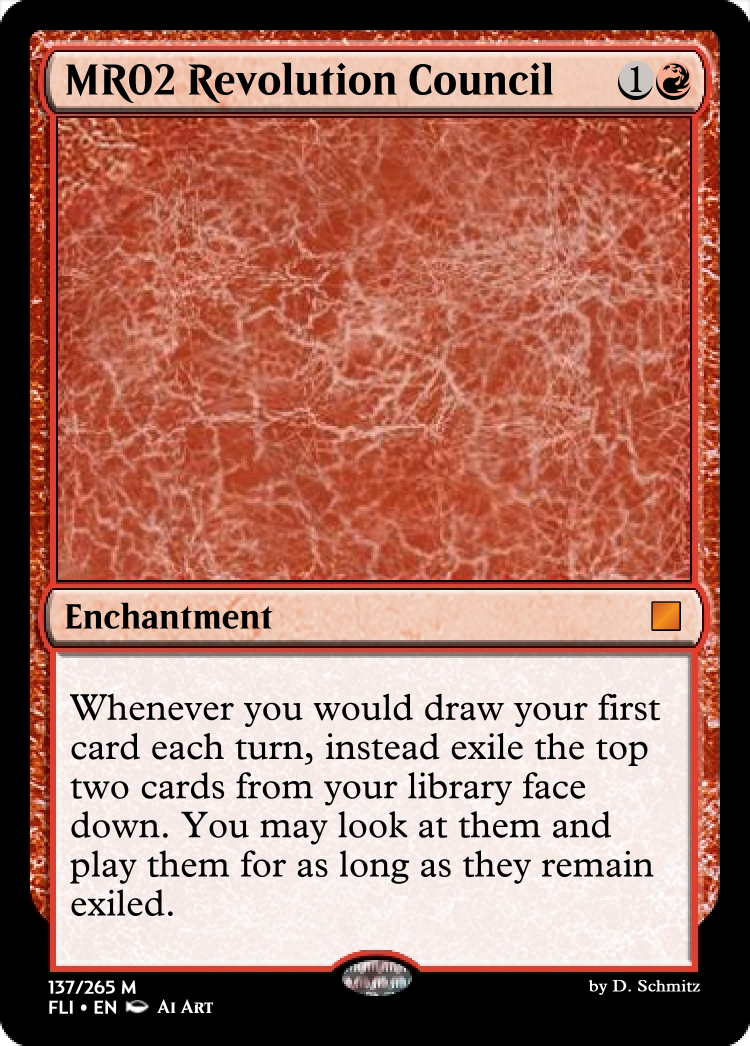 MR02 Revolution Council 1
Enchantment
Whenever you would draw your first
card each turn, instead exile the top
two cards from your library face
down. You may look at them and
play them for as long as they remain
exiled.
137/265 M
by D. Schmitz
FLI • EN AI ART